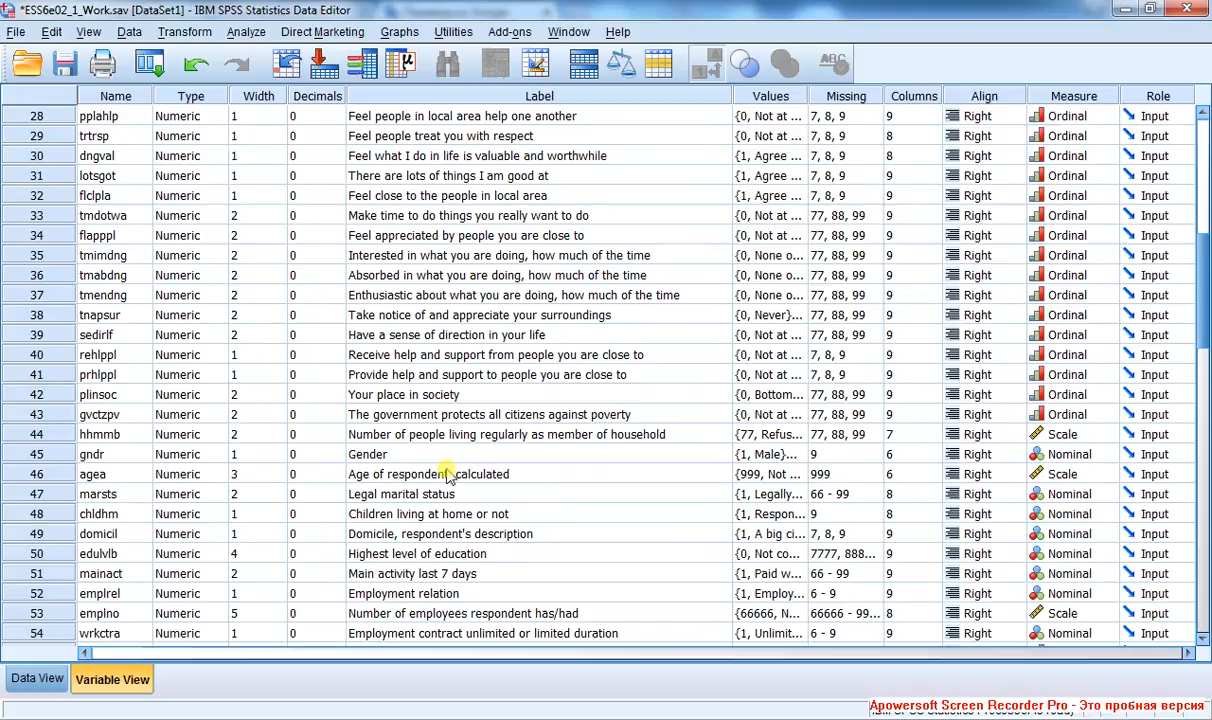 *ESS6e02_1_Work.sav [DataSet1] - IBM SPSS Statistics Data Editor
File Edit View Data Transform Analyze Direct Marketing Graphs Utilities Add-ons Window Help
Name Type Width Decimals Label Values Missing Columns Align Measure Role
28 pplahlp Numeric 1 0 Feel people in local area help one another {0, Not at ... 7, 8, 9 9 Right Ordinal Input
29 trtrsp Numeric 1 0 Feel people treat you with respect {0, Not at ... 7, 8, 9 8 Right Ordinal Input
30 dngval Numeric 1 0 Feel what I do in life is valuable and worthwhile {1, Agree ... 7, 8, 9 8 Right Ordinal Input
31 lotsgot Numeric 1 0 There are lots of things I am good at {1, Agree ... 7, 8, 9 9 Right Ordinal Input
32 flclpla Numeric 1 0 Feel close to the people in local area {1, Agree ... 7, 8, 9 9 Right Ordinal Input
33 tmdotwa Numeric 2 0 Make time to do things you really want to do {0, Not at ... 77, 88, 99 9 Right Ordinal Input
34 flapppl Numeric 2 0 Feel appreciated by people you are close to {0, Not at ... 77, 88, 99 9 Right Ordinal Input
35 tmimdng Numeric 2 0 Interested in what you are doing, how much of the time {0, None o... 77, 88, 99 9 Right Ordinal Input
36 tmabdng Numeric 2 0 Absorbed in what you are doing, how much of the time {0, None o... 77, 88, 99 9 Right Ordinal Input
37 tmendng Numeric 2 0 Enthusiastic about what you are doing, how much of the time {0, None o... 77, 88, 99 9 Right Ordinal Input
38 tnapsur Numeric 2 0 Take notice of and appreciate your surroundings {0, Never}... 77, 88, 99 9 Right Ordinal Input
39 sedirlf Numeric 2 0 Have a sense of direction in your life {0, Not at ... 77, 88, 99 9 Right Ordinal Input
40 rehlppl Numeric 1 0 Receive help and support from people you are close to {0, Not at ... 7, 8, 9 9 Right Ordinal Input
41 prhlppl Numeric 1 0 Provide help and support to people you are close to {0, Not at ... 7, 8, 9 9 Right Ordinal Input
42 plinsoc Numeric 2 0 Your place in society {0, Bottom... 77, 88, 99 9 Right Ordinal Input
43 gvctzpv Numeric 2 0 The government protects all citizens against poverty {0, Not at ... 77, 88, 99 9 Right Ordinal Input
44 hhmmb Numeric 2 0 Number of people living regularly as member of household {77, Refus... 77, 88, 99 7 Right Scale Input
45 gndr Numeric 1 0 Gender {1, Male}... 9 6 Right Nominal Input
46 agea Numeric 3 0 Age of respondent, calculated {999, Not ... 999 6 Right Scale Input
47 marsts Numeric 2 0 Legal marital status {1, Legally... 66 - 99 8 Right Nominal Input
48 chldhm Numeric 1 0 Children living at home or not {1, Respon... 9 8 Right Nominal Input
49 domicil Numeric 1 0 Domicile, respondent's description {1, A big ci... 7, 8, 9 9 Right Nominal Input
50 edulvlb Numeric 4 0 Highest level of education {0, Not co... 7777, 888... 9 Right Nominal Input
51 mainact Numeric 2 0 Main activity last 7 days {1, Paid w... 66 - 99 9 Right Nominal Input
52 emplrel Numeric 1 0 Employment relation {1, Employ... 6 - 9 9 Right Nominal Input
53 emplno Numeric 5 0 Number of employees respondent has/had {66666, N... 66666 - 99... 8 Right Scale Input
54 wrkctra Numeric 1 0 Employment contract unlimited or limited duration {1, Unlimit... 6 - 9 9 Right Nominal Input
Data View Variable View
Apowersoft Screen Recorder Pro - Это пробная версия